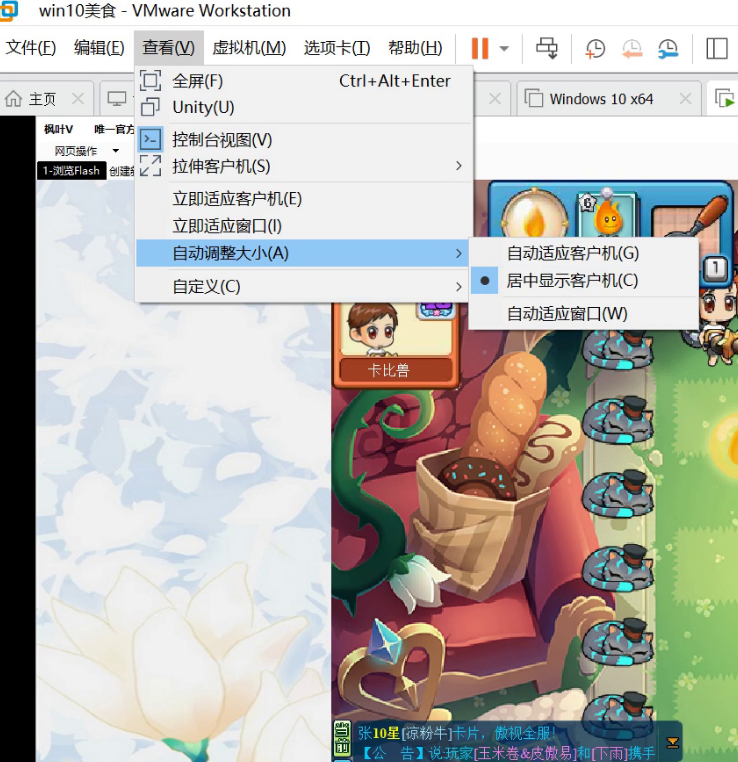 win10美食 - VMware Workstation
文件(F) 编辑(E) 查看(V) 虚拟机(M) 选项卡(T) 帮助(H)
主页
Windows 10 x64
全屏(F) Ctrl+Alt+Enter
Unity(U)
控制台视图(V)
拉伸客户机(S)
立即适应客户机(E)
立即适应窗口(I)
自动调整大小(A)
自定义(C)
自动适应客户机(G)
居中显示客户机(C)
自动适应窗口(W)
枫叶V 唯一官方
网页操作
1-浏览Flash 创建
6
1
卡比兽
当前
张10星[凉粉牛]卡片，傲视全服!
【公 告】说:玩家[玉米卷&皮傲易]和[下雨]携手